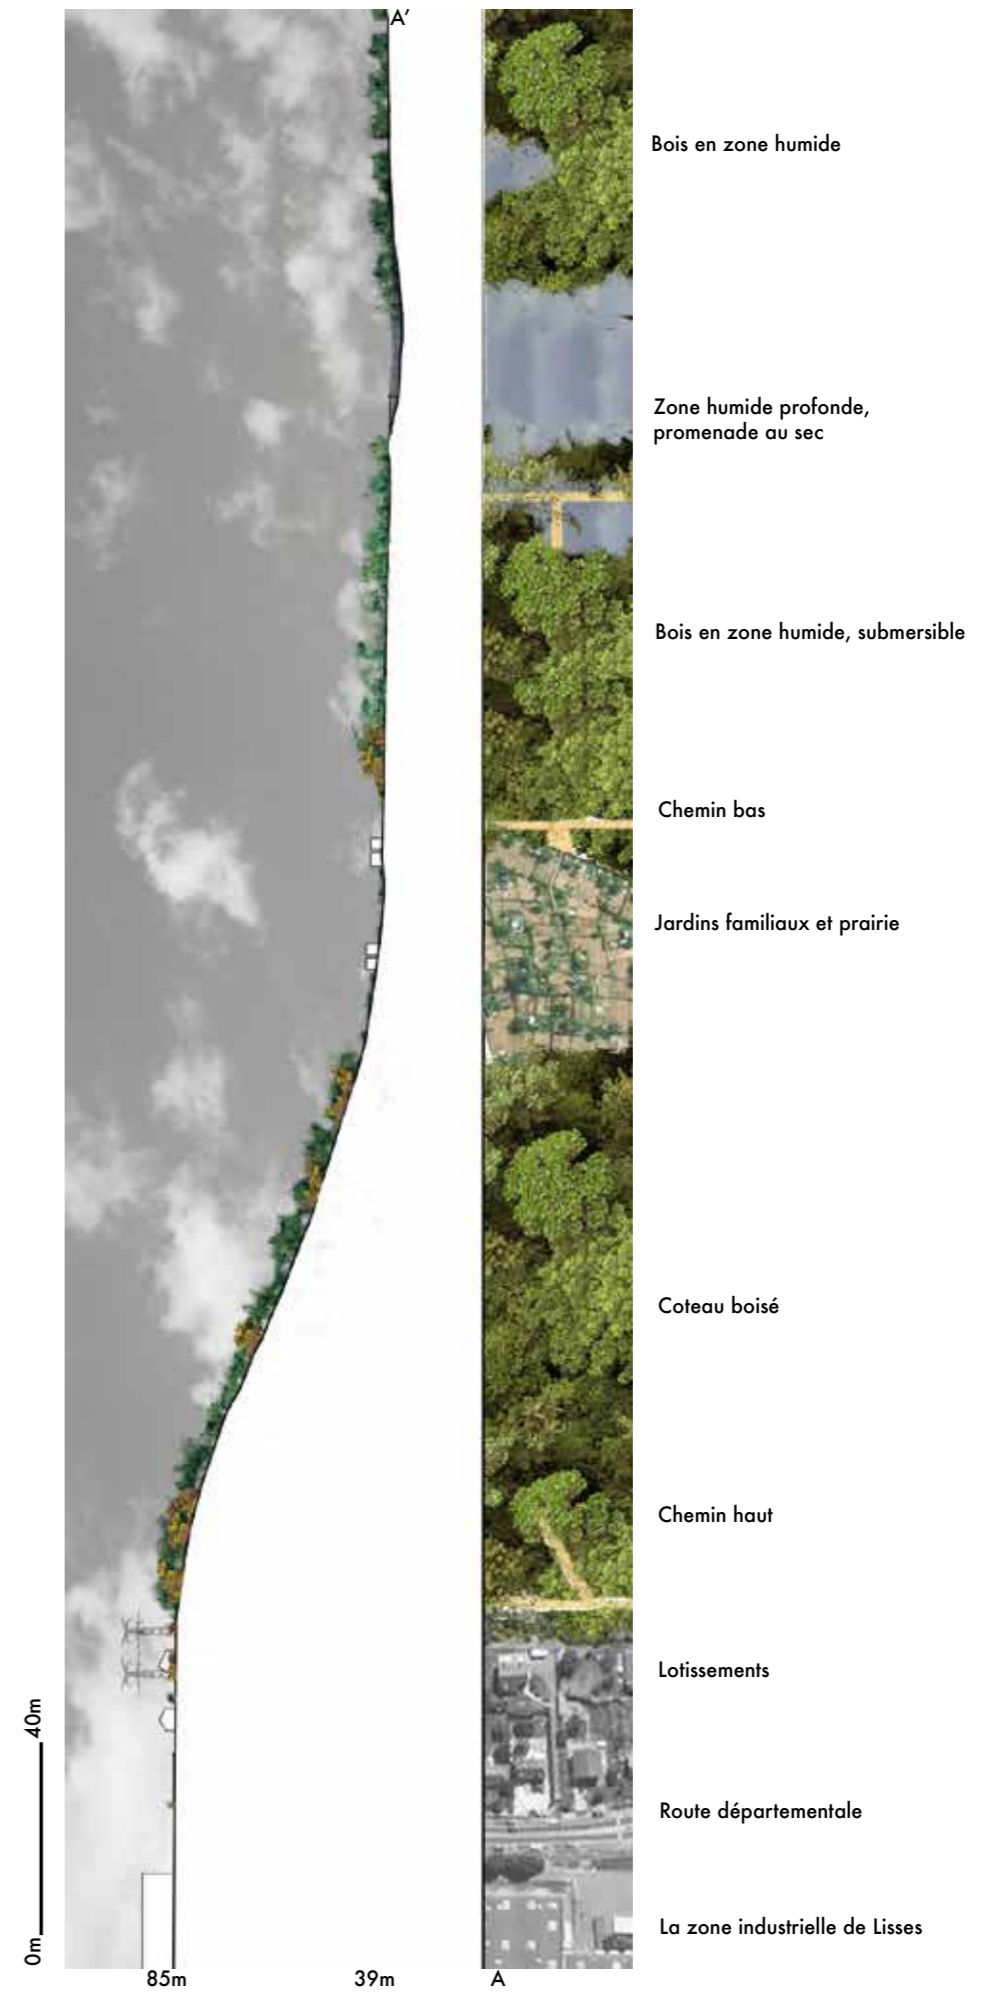 A’
Bois en zone humide
Zone humide profonde,
promenade au sec
Bois en zone humide, submersible
Chemin bas
Jardins familiaux et prairie
Coteau boisé
Chemin haut
Lotissements
40m
Route départementale
La zone industrielle de Lisses
0m
85m
39m
A